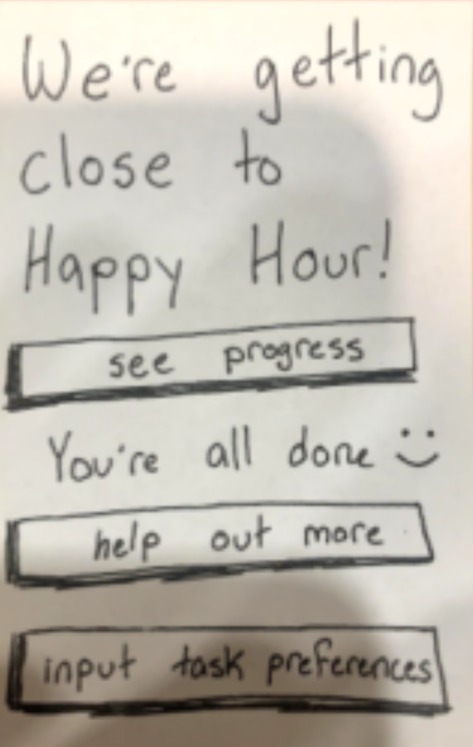 We're getting
close to
Happy Hour!
see progress
You're all done :)
help out more
input task preferences